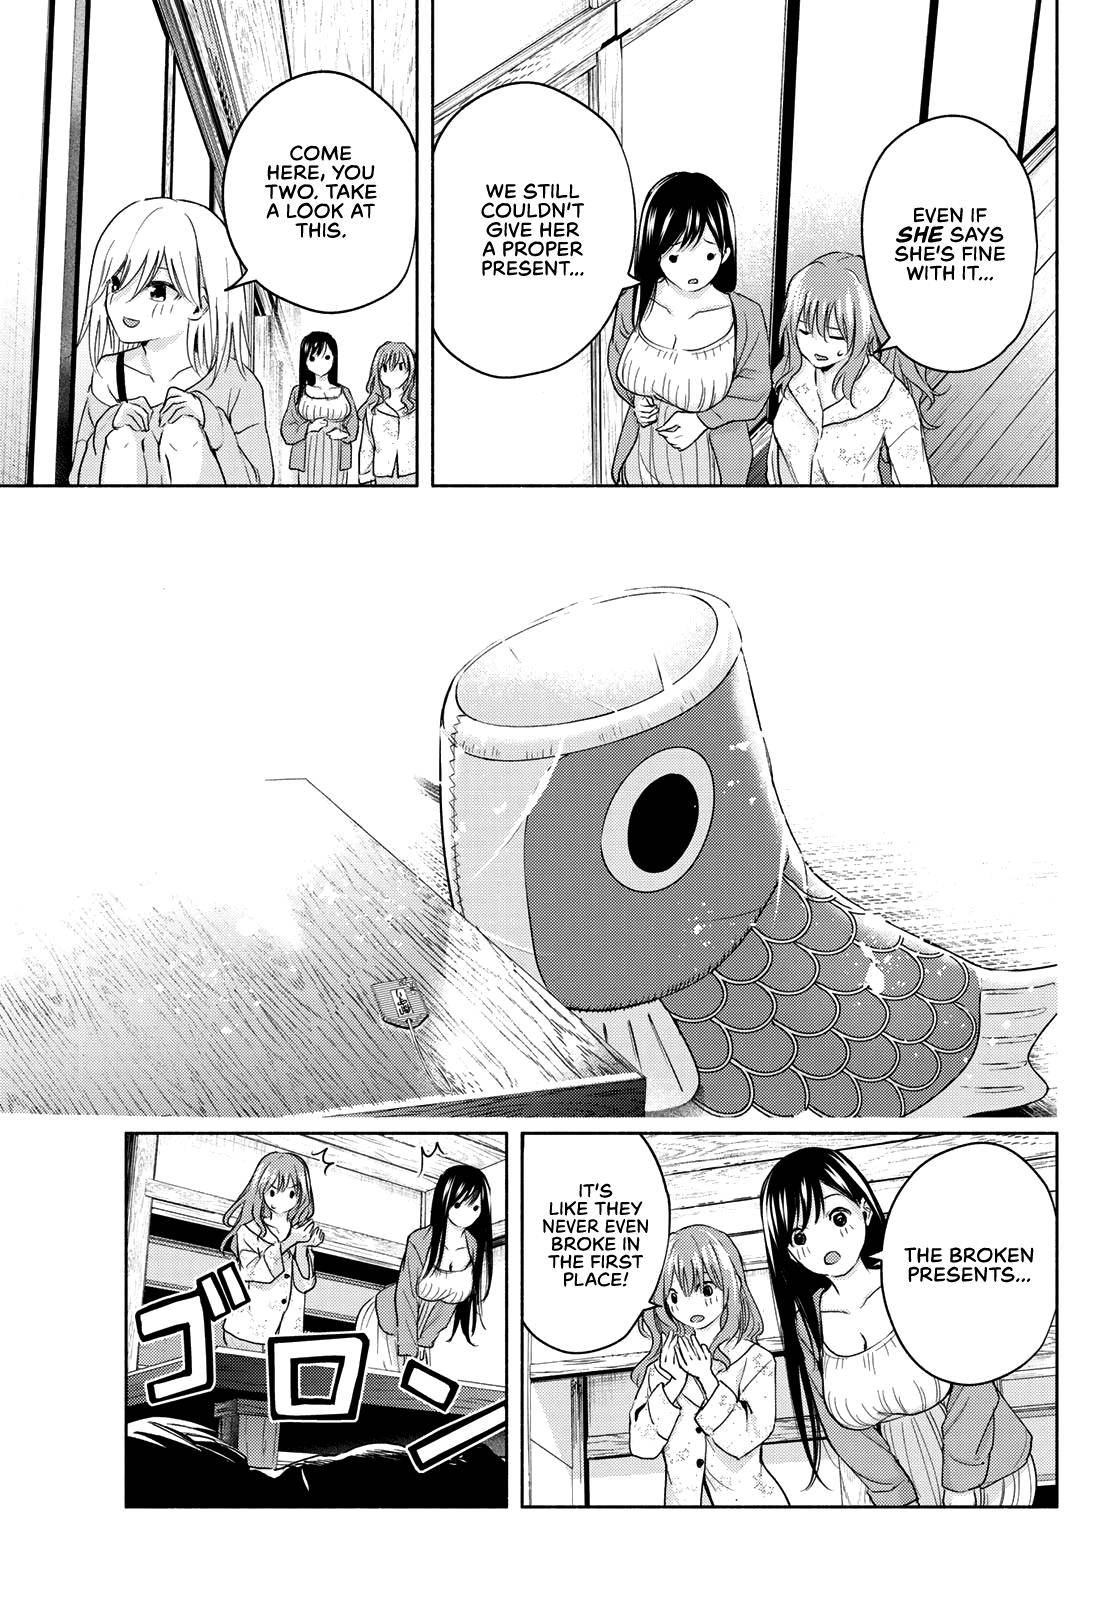 EVEN IF
SHE SAYS
SHE'S FINE
WITH IT...
WE STILL
COULDN'T
GIVE HER
A PROPER
PRESENT...
COME
HERE, YOU
TWO. TAKE
A LOOK AT
THIS.
THE BROKEN
PRESENTS...
IT'S
LIKE THEY
NEVER EVEN
BROKE IN
THE FIRST
PLACE!
ゴロン